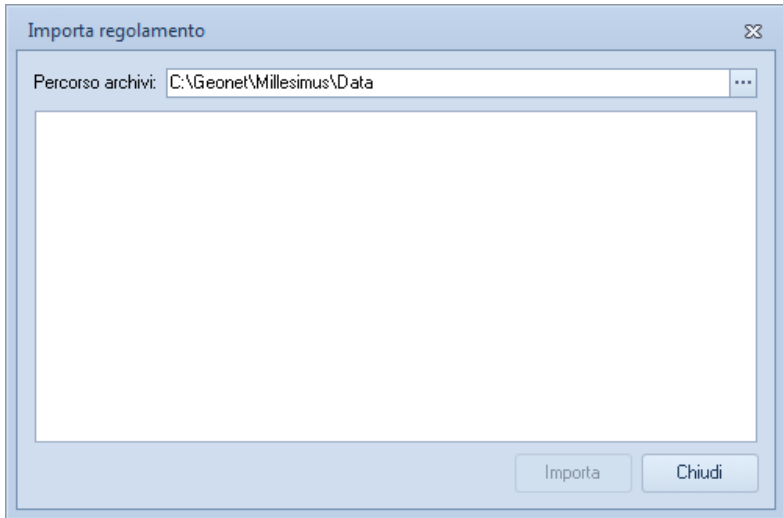 Importa regolamento
Percorso archivi: C:\Geonet\Millesimus\Data ...
Importa Chiudi